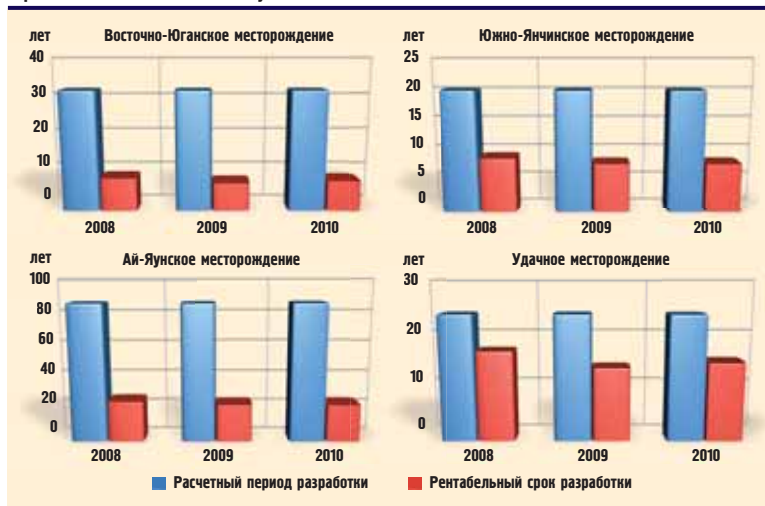 лет Восточно-Юганское месторождение
40
30
20
10
0
2008 2009 2010
лет Южно-Янчинское месторождение
25
20
15
10
5
0
2008 2009 2010
лет Ай-Яунское месторождение
100
80
60
40
20
0
2008 2009 2010
лет Удачное месторождение
30
20
10
0
2008 2009 2010
Расчетный период разработки
Рентабельный срок разработки